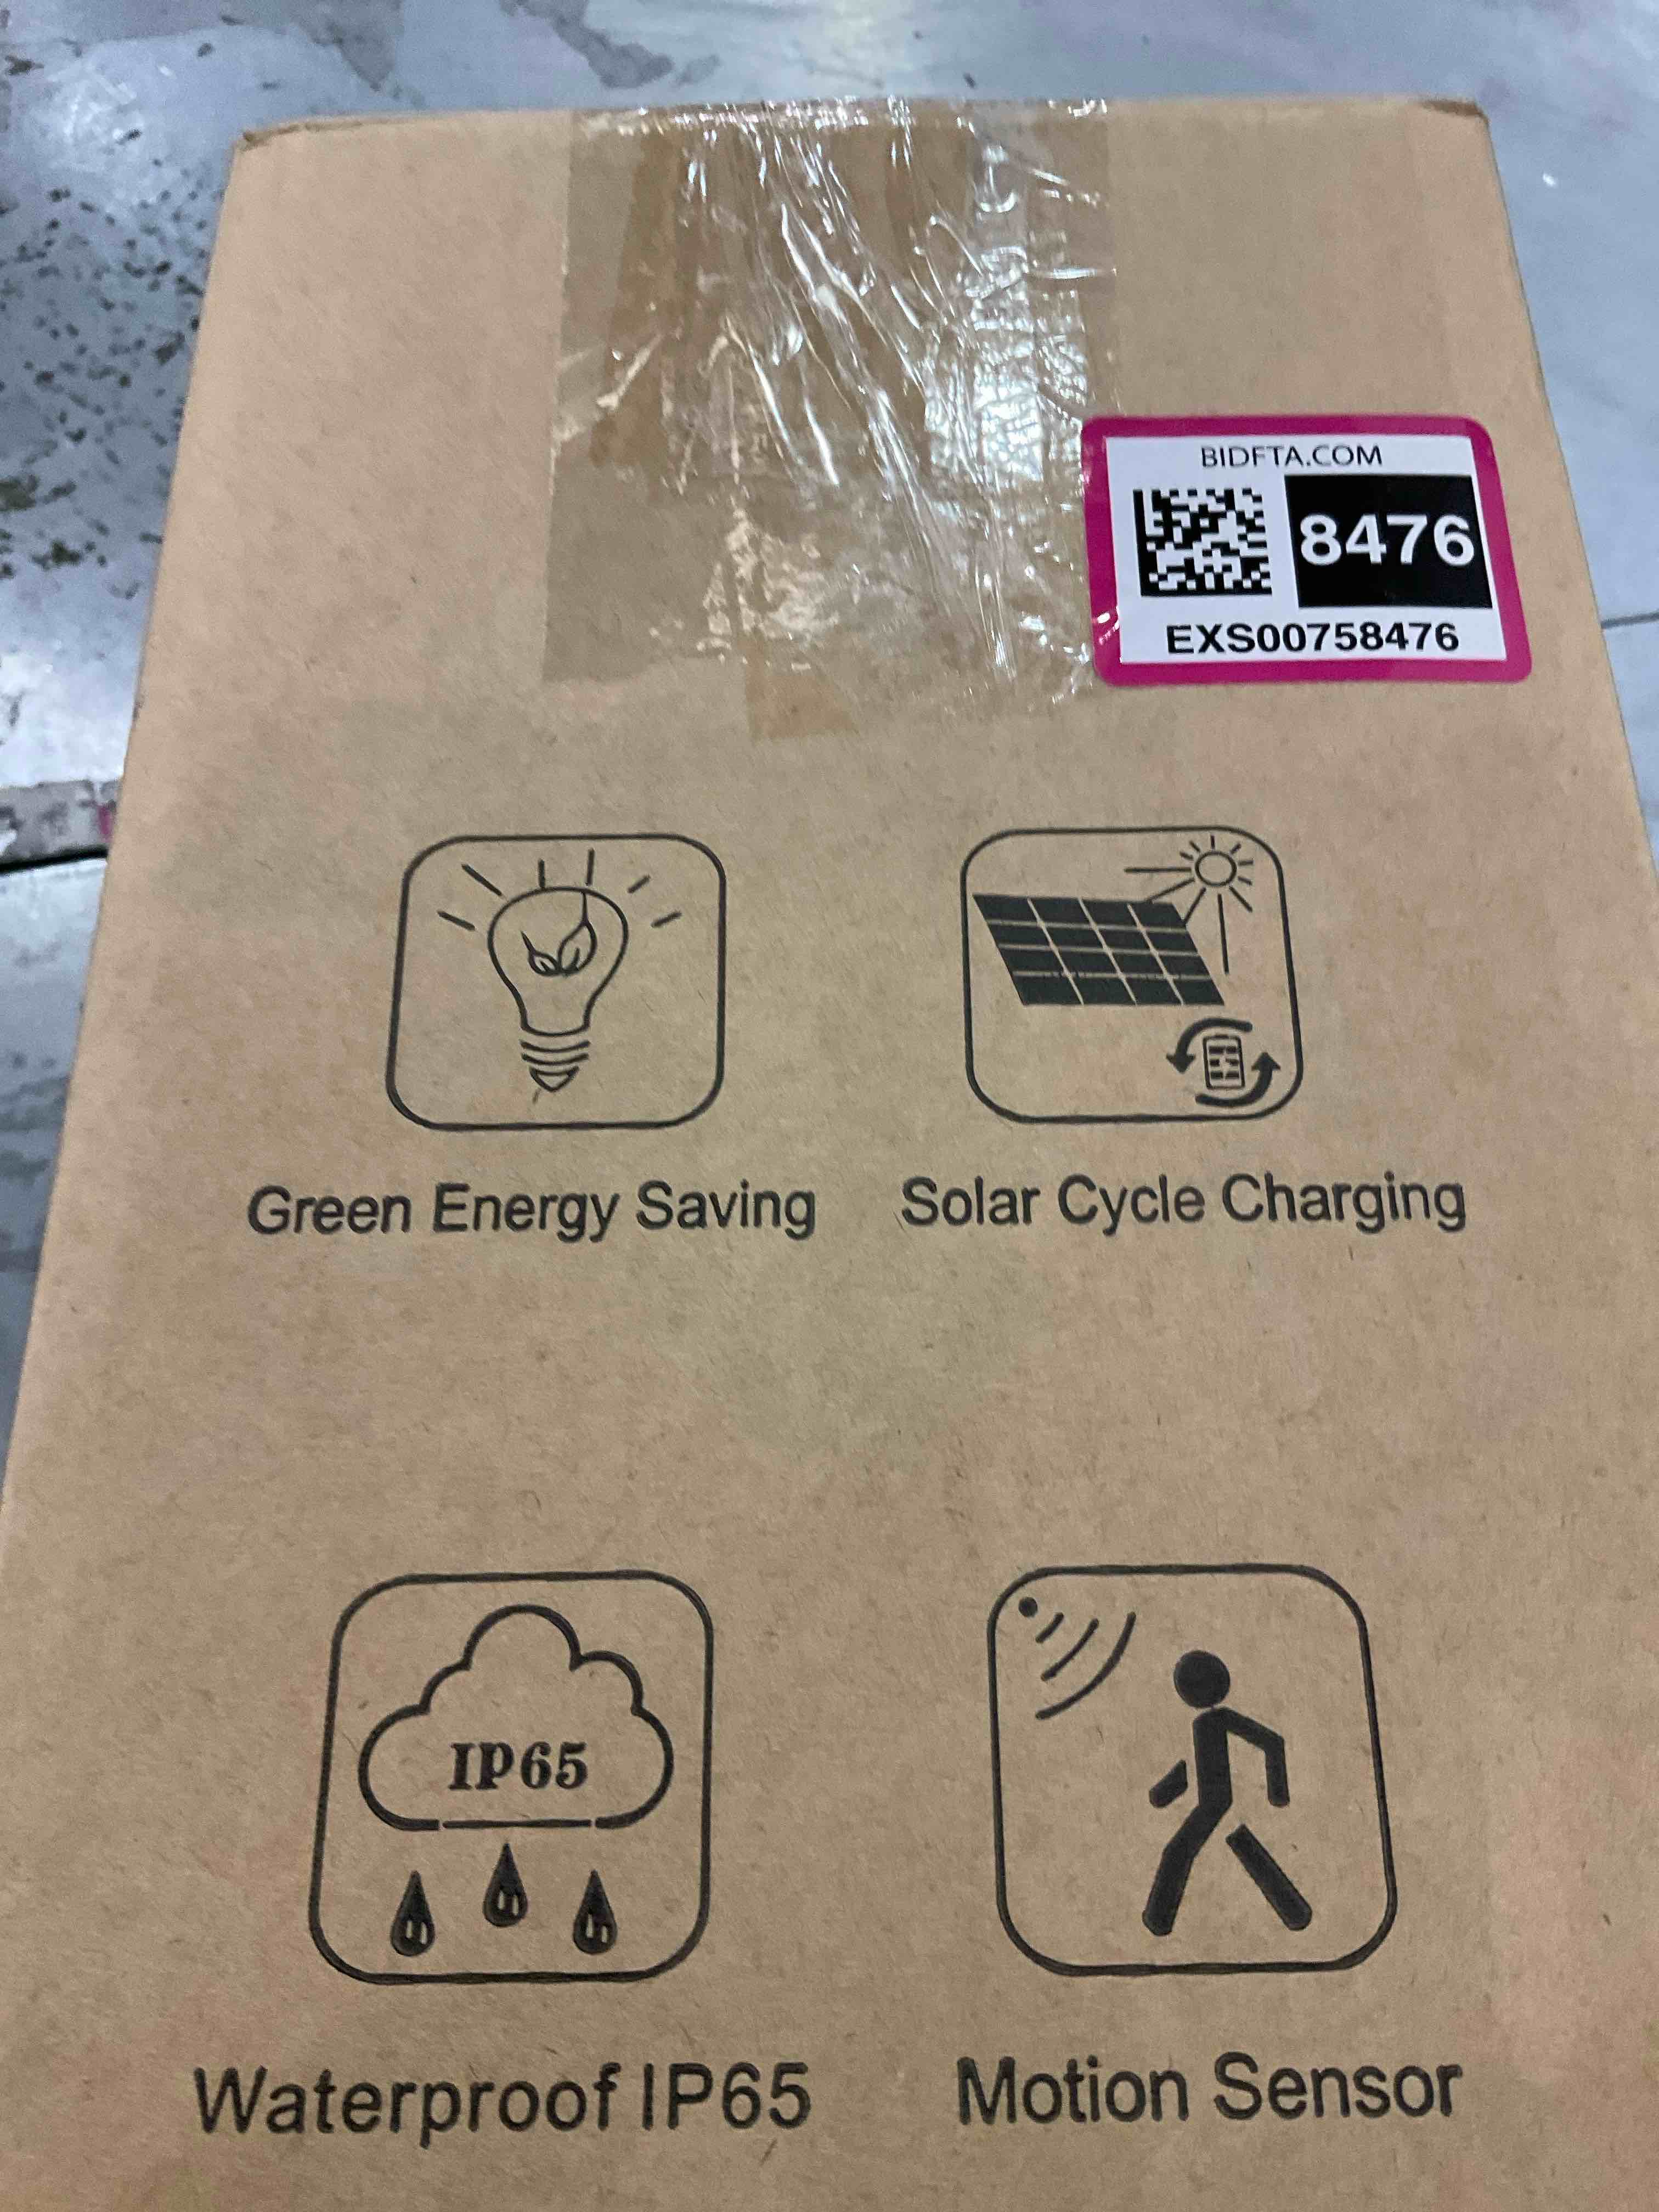 BIDFTA.COM
8476
EXS00758476
Green Energy Saving
Solar Cycle Charging
IP65
Waterproof IP65
Motion Sensor